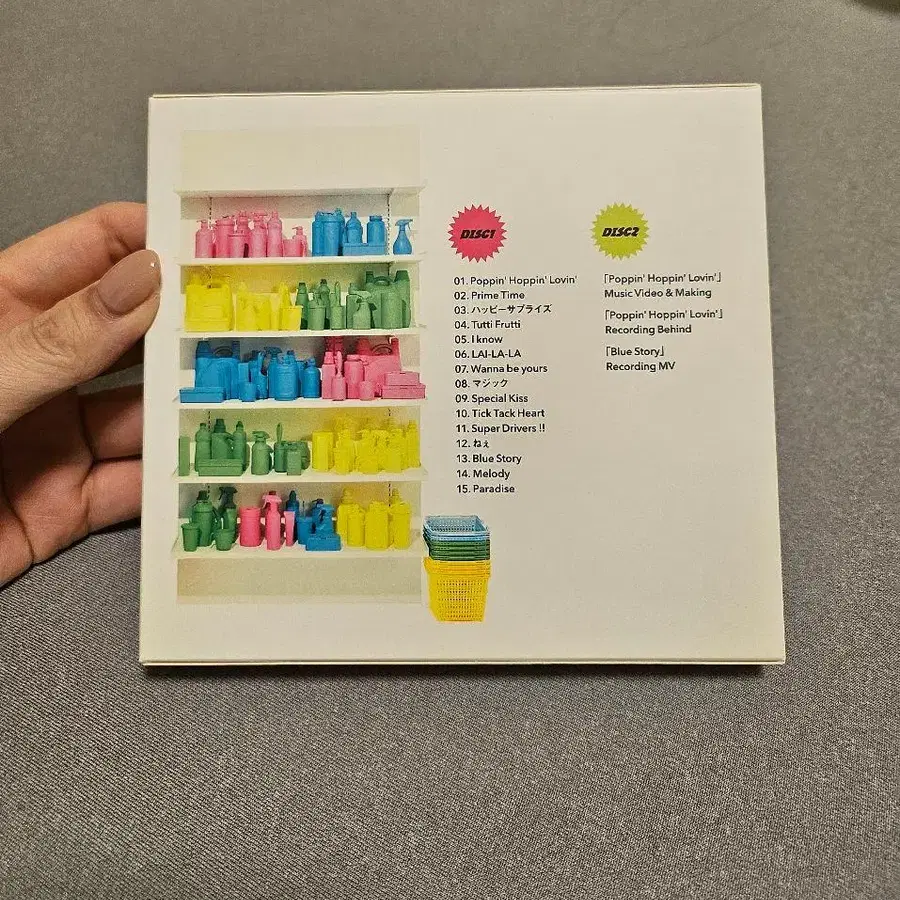 DISC1
01. Poppin' Hoppin' Lovin'
02. Prime Time
03. ハッピーサプライズ
04. Tutti Frutti
05. I know
06. LAI-LA-LA
07. Wanna be yours
08. マジック
09. Special Kiss
10. Tick Tack Heart
11. Super Drivers !!
12. ねぇ
13. Blue Story
14. Melody
15. Paradise
DISC2
「Poppin' Hoppin' Lovin'」
Music Video & Making
「Poppin' Hoppin' Lovin'」
Recording Behind
「Blue Story」
Recording MV